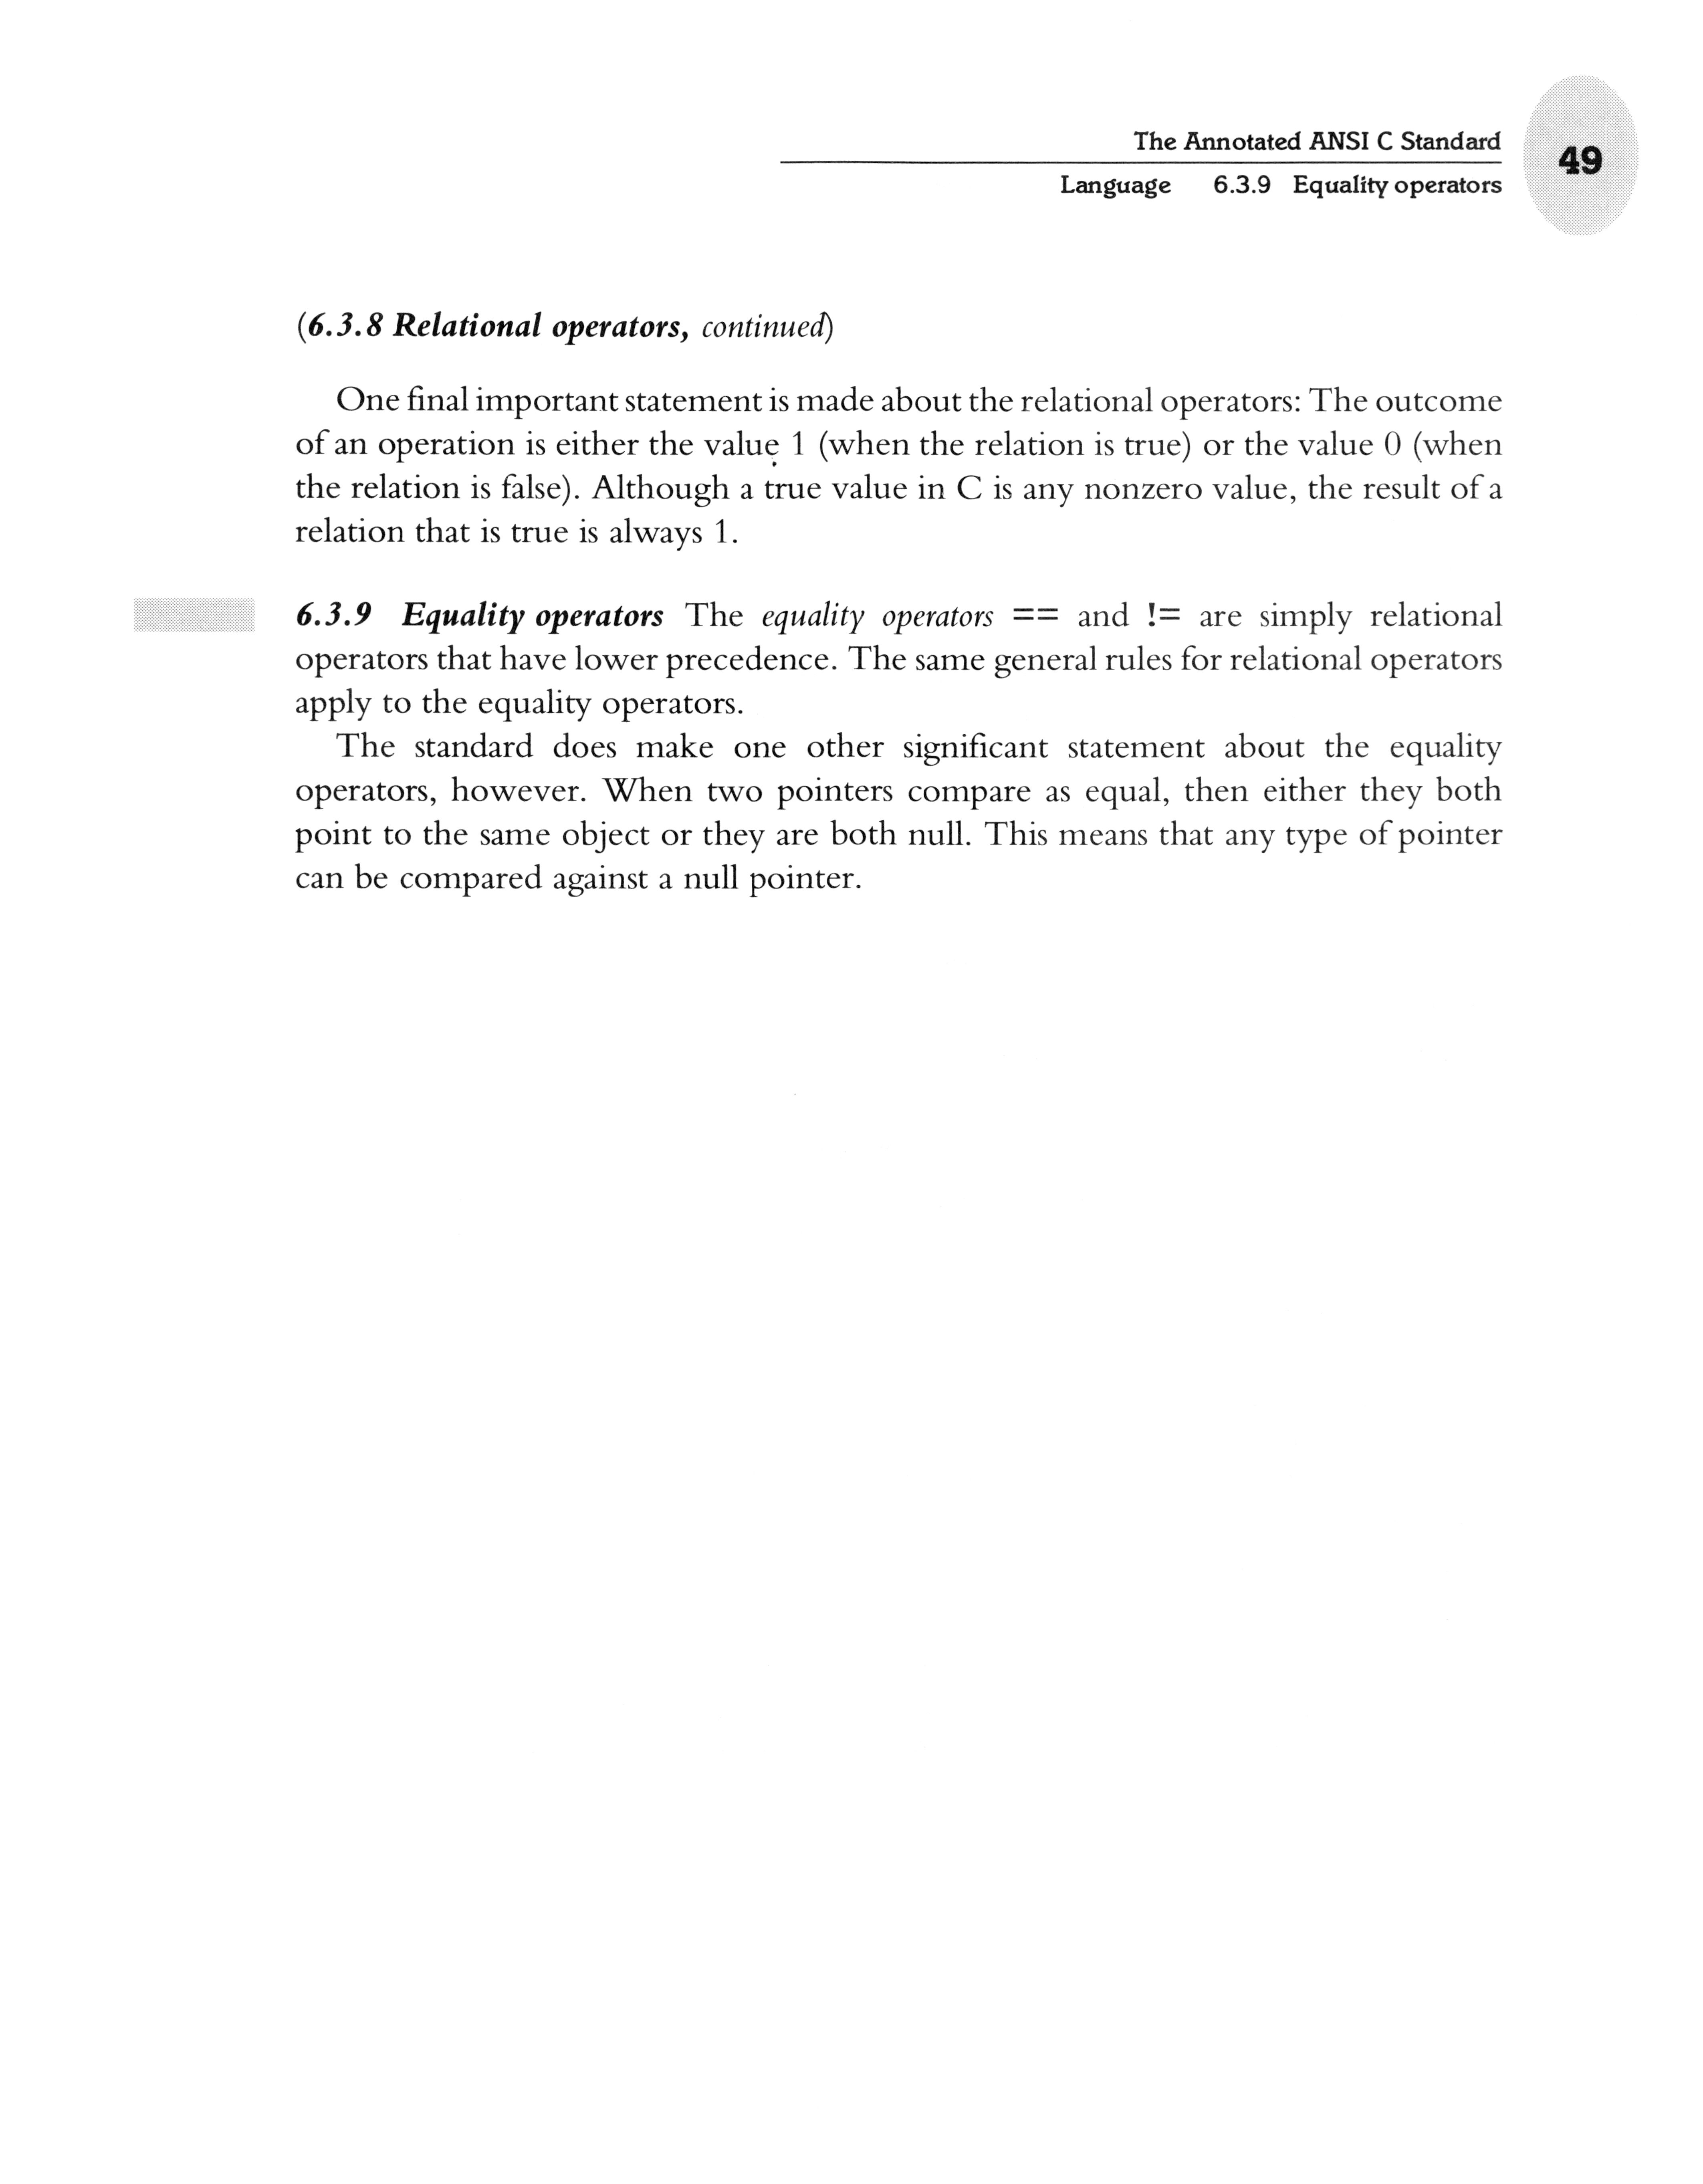 The Annotated ANSI C Standard
49
Language 6.3.9 Equality operators
(6.3.8 Relational operators, continued)
One final important statement is made about the relational operators: The outcome
of an operation is either the value 1 (when the relation is true) or the value 0 (when
the relation is false). Although a true value in C is any nonzero value, the result of a
relation that is true is always 1.
6.3.9 Equality operators The equality operators == and != are simply relational
operators that have lower precedence. The same general rules for relational operators
apply to the equality operators.
The standard does make one other significant statement about the equality
operators, however. When two pointers compare as equal, then either they both
point to the same object or they are both null. This means that any type of pointer
can be compared against a null pointer.